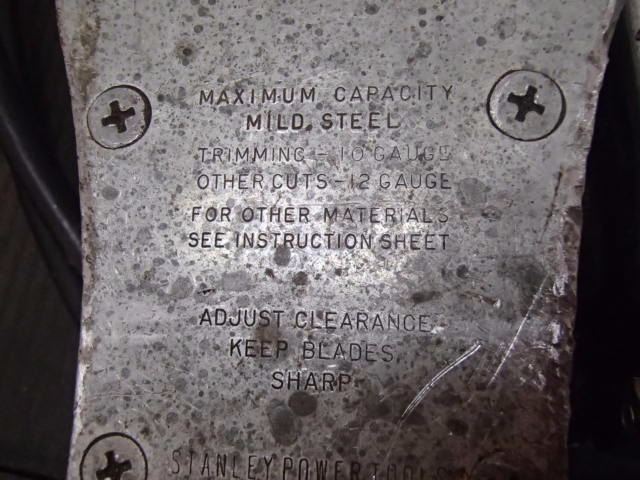 MAXIMUM CAPACITY
MILD STEEL
TRIMMING – 10 GAUGE
OTHER CUTS – 12 GAUGE
FOR OTHER MATERIALS
SEE INSTRUCTION SHEET
ADJUST CLEARANCE
KEEP BLADES
SHARP
STANLEY POWER TOOLS